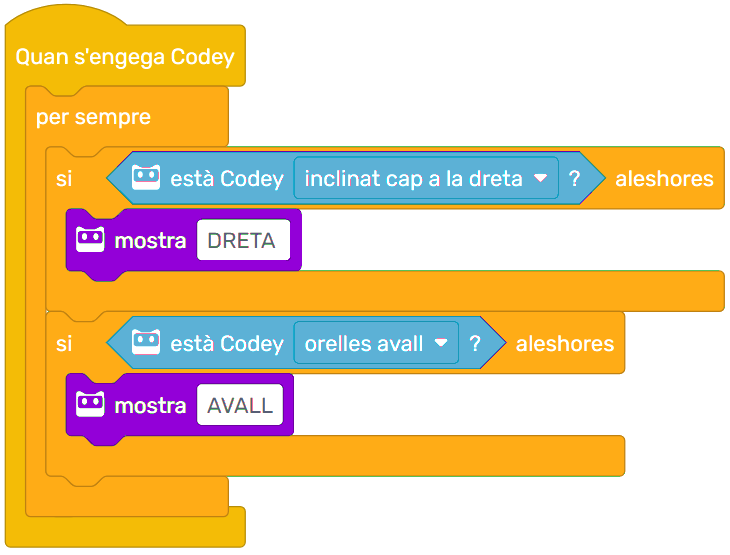 Quan s'engega Codey
per sempre
si està Codey inclinat cap a la dreta ? aleshores
mostra DRETA
si està Codey orelles avall ? aleshores
mostra AVALL